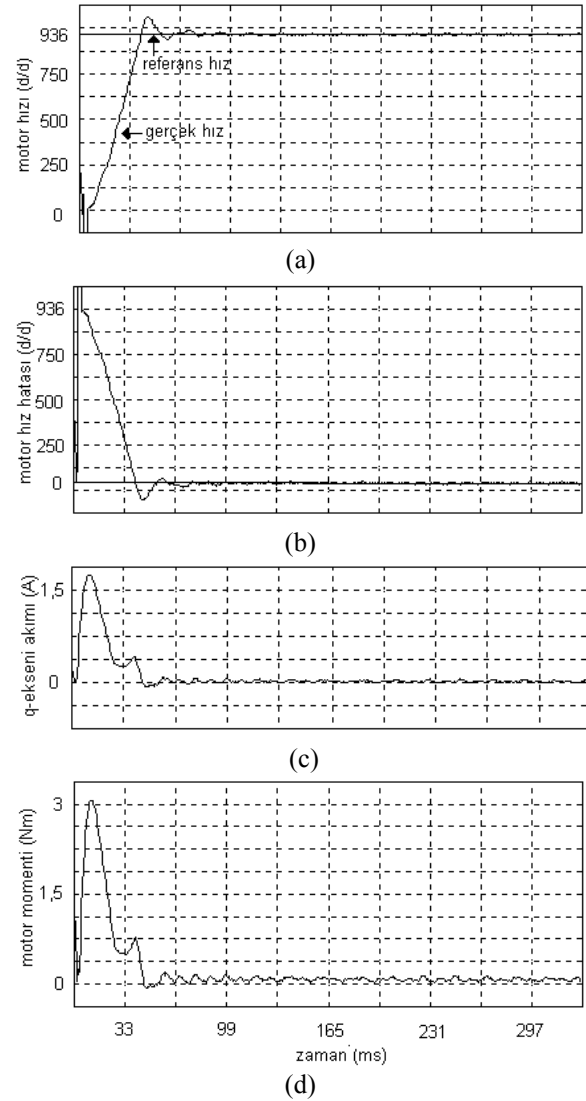 936
750
500
250
0
motor hızı (d/d)
referans hız
gerçek hız
(a)
936
750
500
250
0
motor hız hatası (d/d)
(b)
1,5
0
q-ekseni akımı (A)
(c)
3
1,5
0
motor momenti (Nm)
33 99 165 231 297
zaman (ms)
(d)